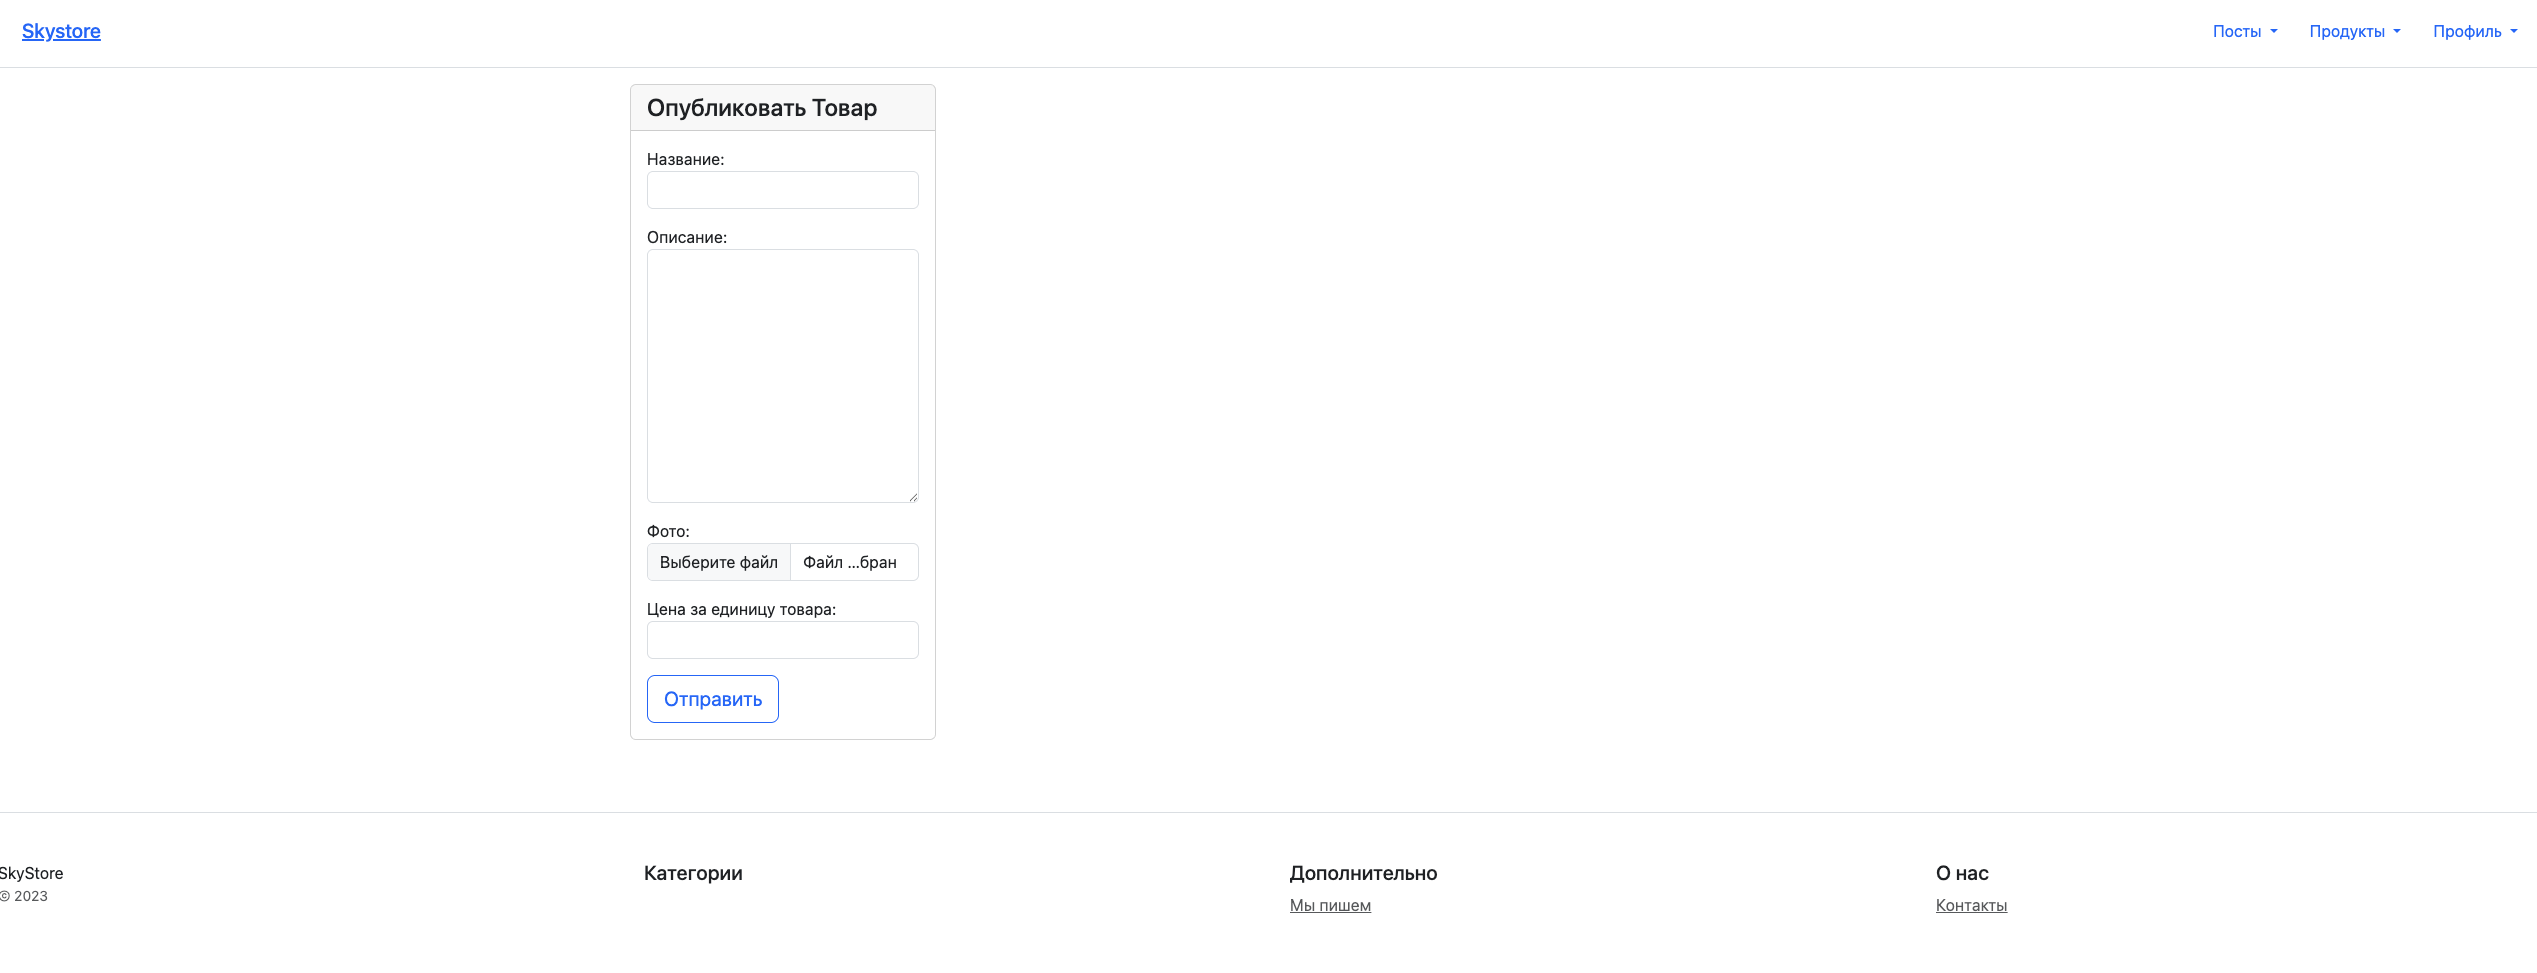 Skystore
Посты
Продукты
Профиль
Опубликовать Товар
Название:
Описание:
Фото:
Выберите файл
Файл ...бран
Цена за единицу товара:
Отправить
SkyStore
© 2023
Категории
Дополнительно
Мы пишем
О нас
Контакты